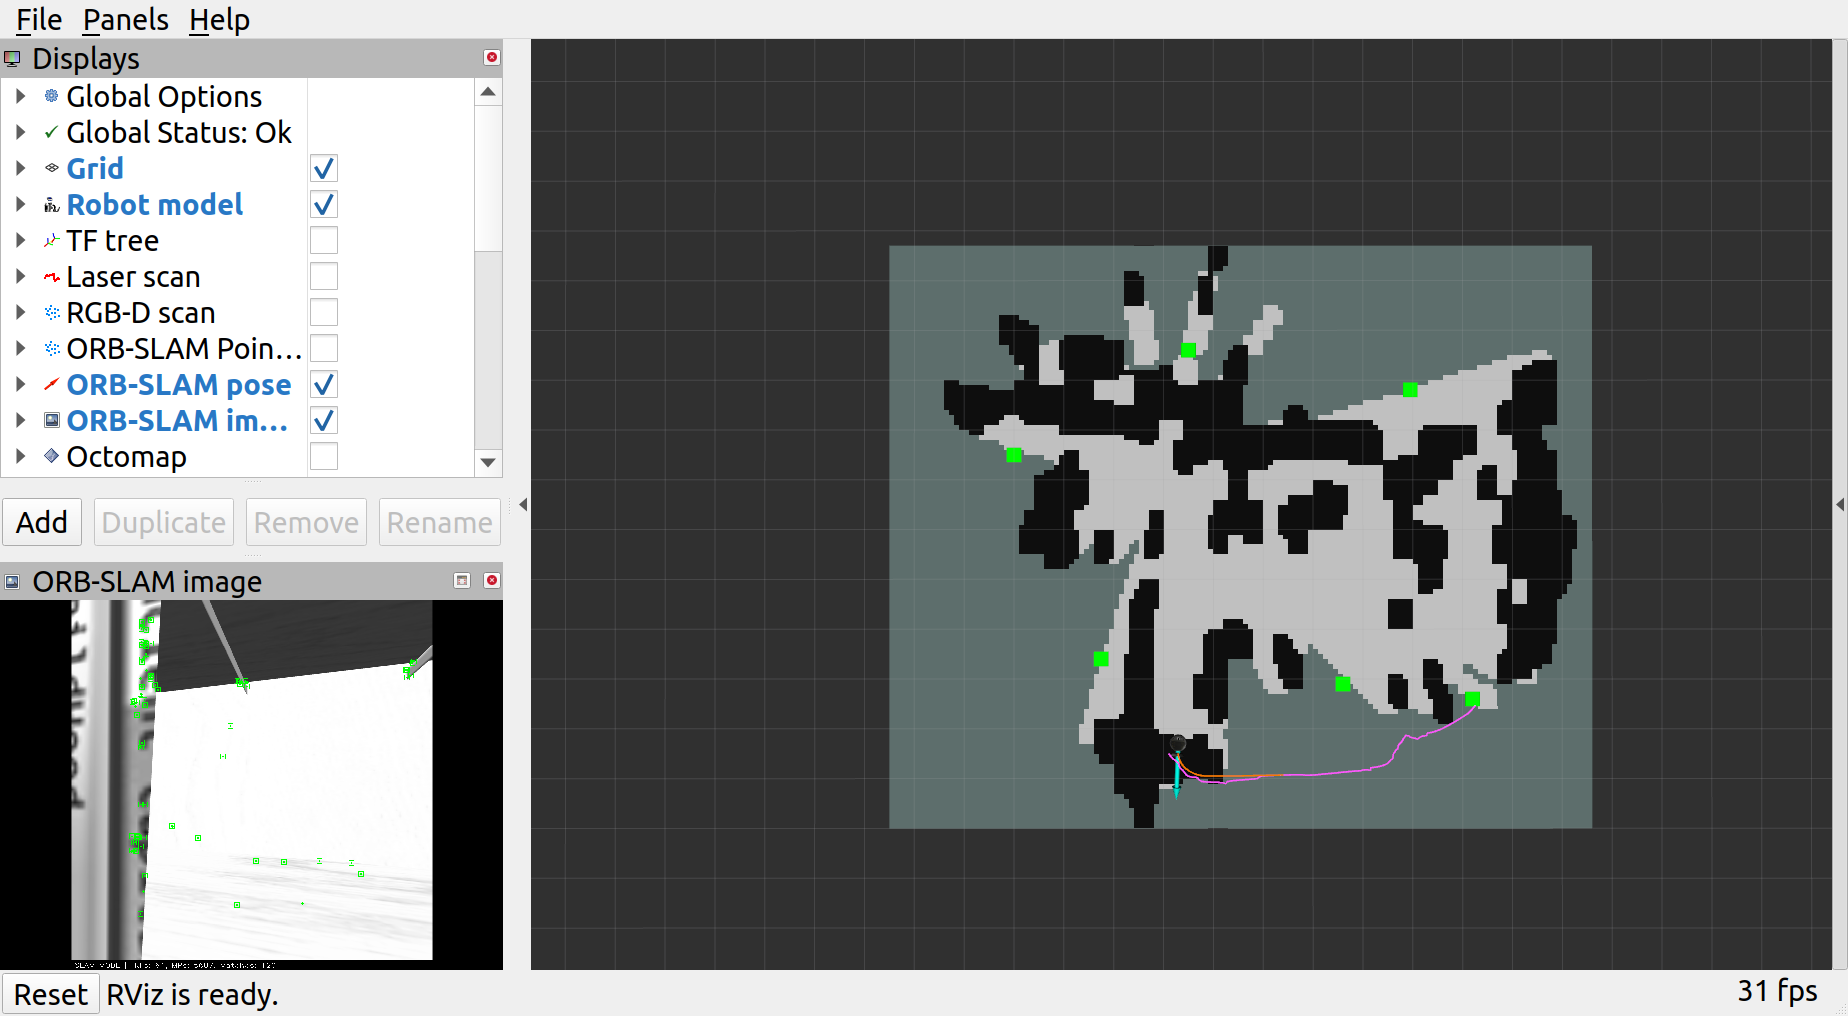 File Panels Help
Displays
Global Options
Global Status: Ok
Grid
Robot model
TF tree
Laser scan
RGB-D scan
ORB-SLAM Poin...
ORB-SLAM pose
ORB-SLAM im...
Octomap
Add Duplicate Remove Rename
ORB-SLAM image
Reset RViz is ready.
31 fps